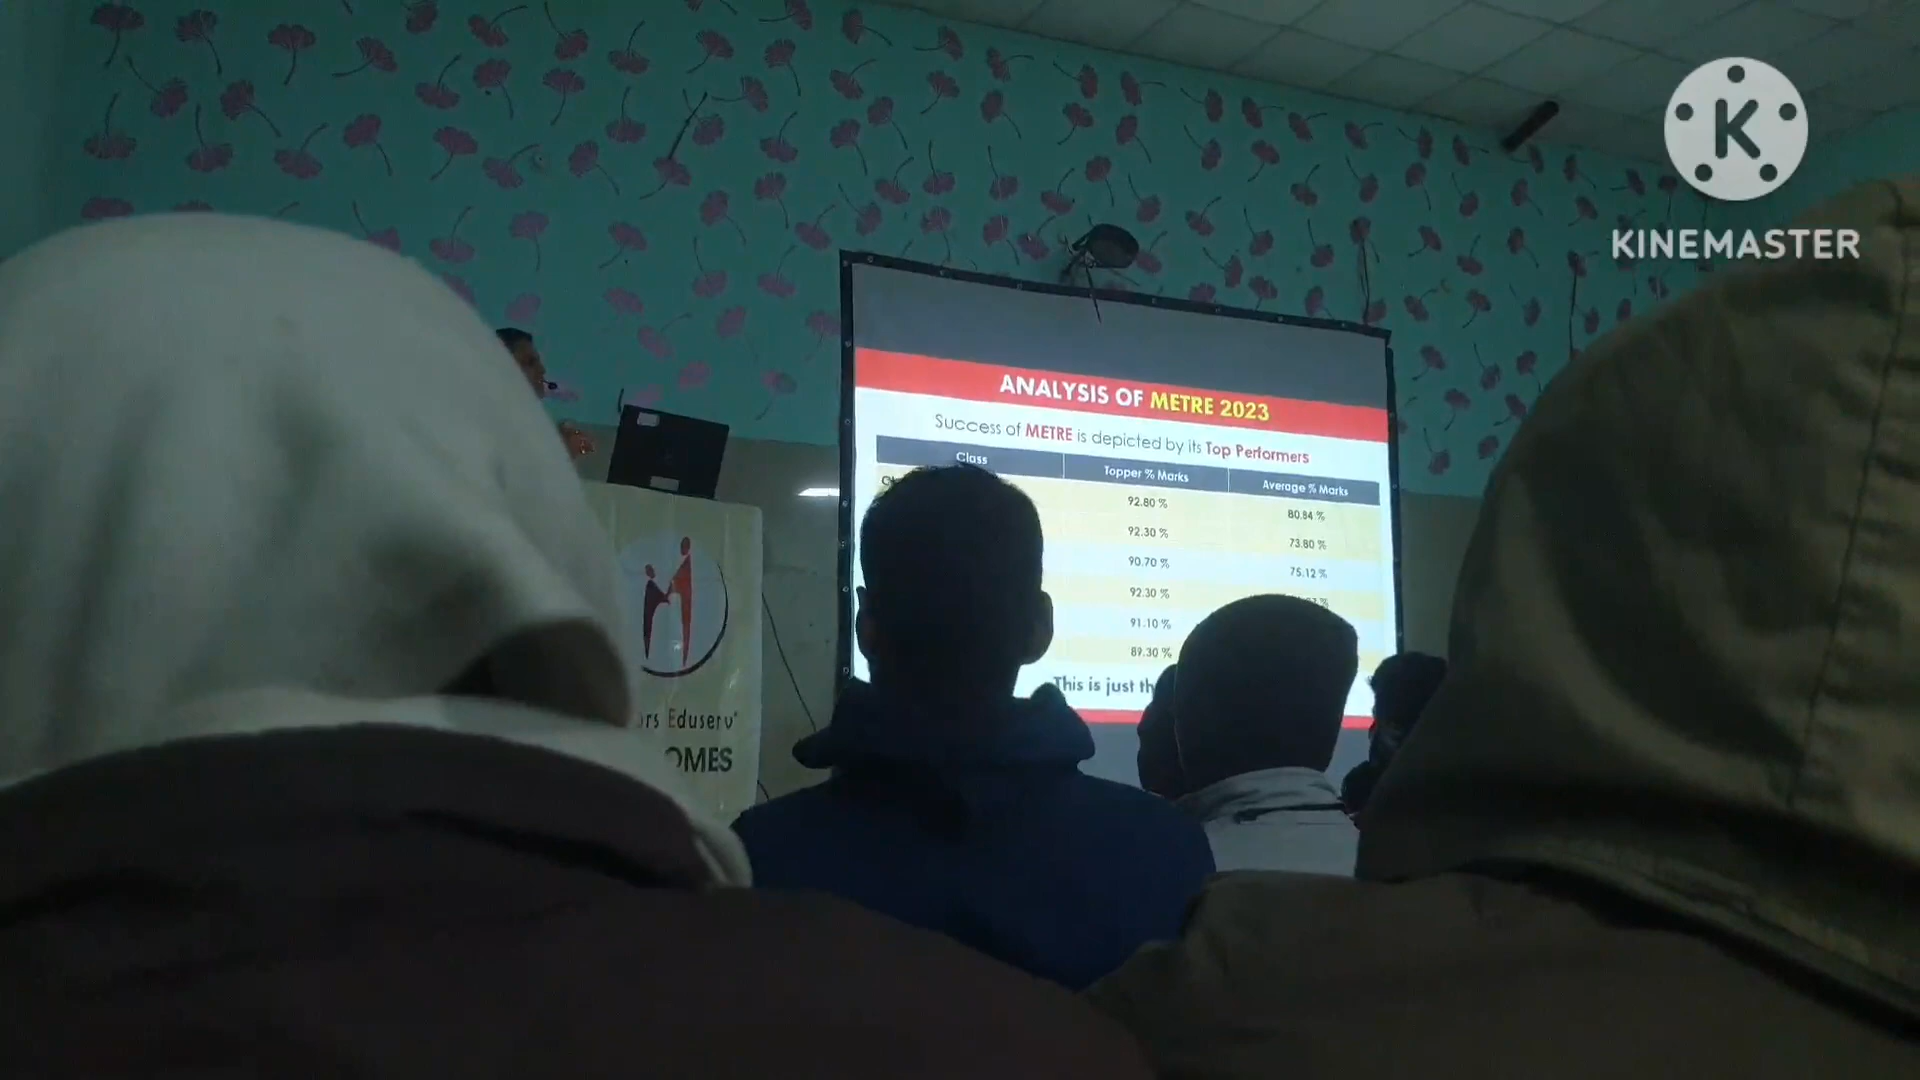 K
KINEMASTER
ANALYSIS OF METRE 2023
Success of METRE is depicted by its Top Performers
Class Topper % Marks Average % Marks
92.80 % 80.84 %
92.30 % 73.80 %
90.70 % 75.12 %
92.30 %
91.10 %
89.30 %
This is just
Eduserv